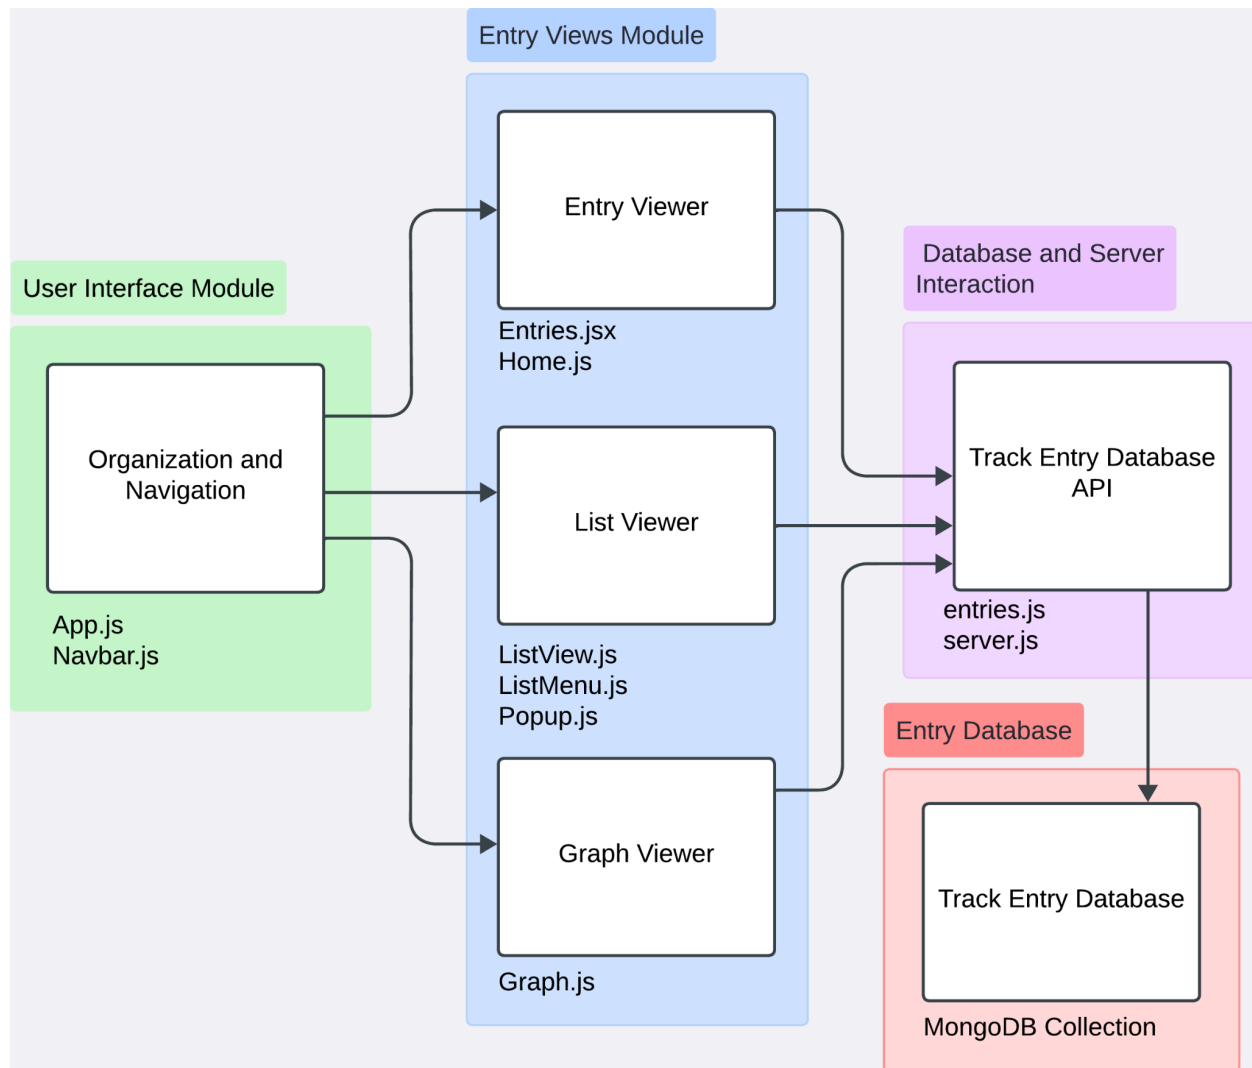 Entry Views Module
Entry Viewer
Entries.jsx
Home.js
User Interface Module
Organization and
Navigation
App.js
Navbar.js
List Viewer
ListView.js
ListMenu.js
Popup.js
Graph Viewer
Graph.js
Database and Server
Interaction
Track Entry Database
API
entries.js
server.js
Entry Database
Track Entry Database
MongoDB Collection